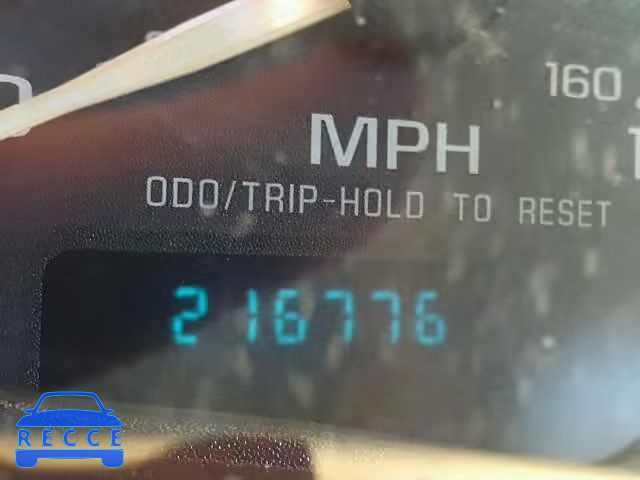 160
MPH
ODO/TRIP-HOLD TO RESET
216776
RECCE